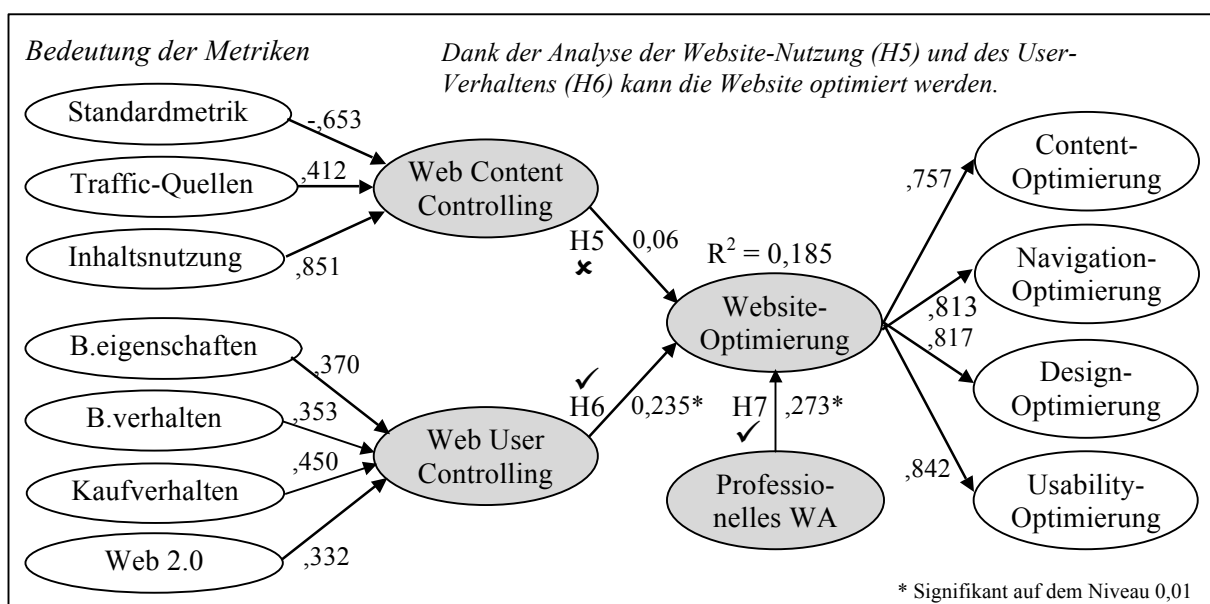 Bedeutung der Metriken
Dank der Analyse der Website-Nutzung (H5) und des User-
Verhaltens (H6) kann die Website optimiert werden.
Standardmetrik
-,653
Traffic-Quellen
,412
Inhaltsnutzung
,851
Web Content
Controlling
H5
✘
0,06
B.eigenschaften
,370
B.verhalten
,353
Kaufverhalten
,450
Web 2.0
,332
Web User
Controlling
✓
H6
0,235*
R² = 0,185
Website-
Optimierung
H7
✓
,273*
Professio-
nelles WA
,757
Content-
Optimierung
,813
Navigation-
Optimierung
,817
Design-
Optimierung
,842
Usability-
Optimierung
* Signifikant auf dem Niveau 0,01